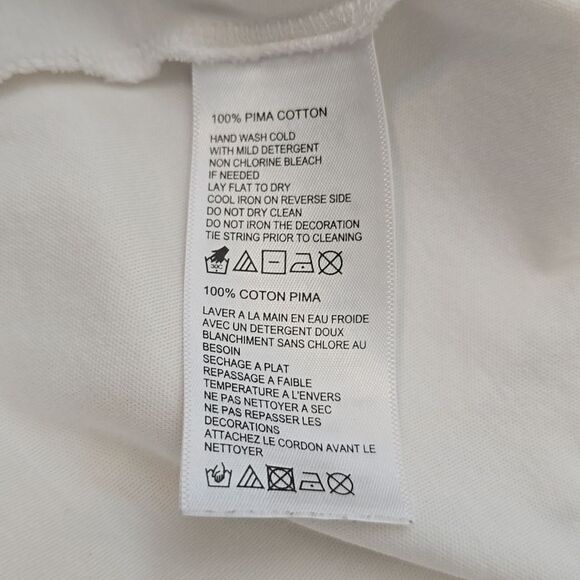 100% PIMA COTTON
HAND WASH COLD
WITH MILD DETERGENT
NON CHLORINE BLEACH
IF NEEDED
LAY FLAT TO DRY
COOL IRON ON REVERSE SIDE
DO NOT DRY CLEAN
DO NOT IRON THE DECORATION
TIE STRING PRIOR TO CLEANING
30C
100% COTON PIMA
LAVER A LA MAIN EN EAU FROIDE
AVEC UN DETERGENT DOUX
BLANCHIMENT SANS CHLORE AU
BESOIN
SECHAGE A PLAT
REPASSAGE A FAIBLE
TEMPERATURE A L'ENVERS
NE PAS NETTOYER A SEC
NE PAS REPASSER LES
DECORATIONS
ATTACHEZ LE CORDON AVANT LE
NETTOYER